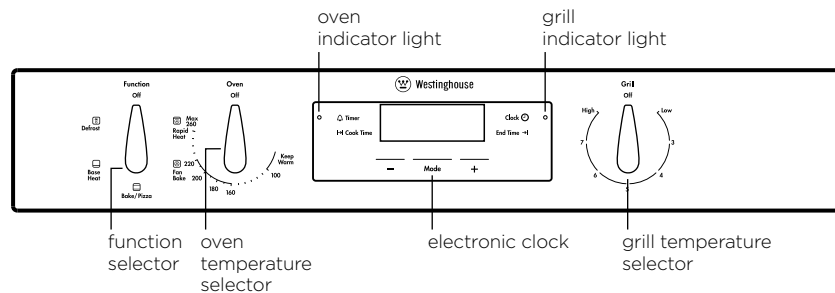 oven
indicator light
grill
indicator light
Function
Off
Defrost
Base
Heat
Bake/Pizza
Fan
Bake
Rapid
Heat
Oven
Off
Max
260
220
200
180
160
100
Keep
Warm
Westinghouse
Timer
Cook Time
Clock
End Time
− Mode +
Grill
Off
High
Low
7
6
5
4
3
function
selector
oven
temperature
selector
electronic clock
grill temperature
selector